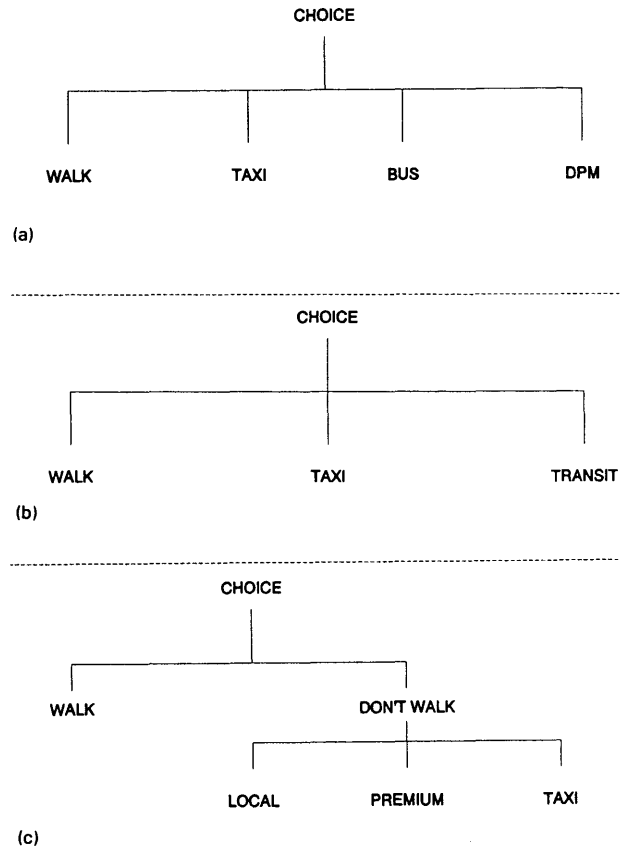 CHOICE
WALK TAXI BUS DPM
(a)
CHOICE
WALK TAXI TRANSIT
(b)
CHOICE
WALK DON'T WALK
LOCAL PREMIUM TAXI
(c)